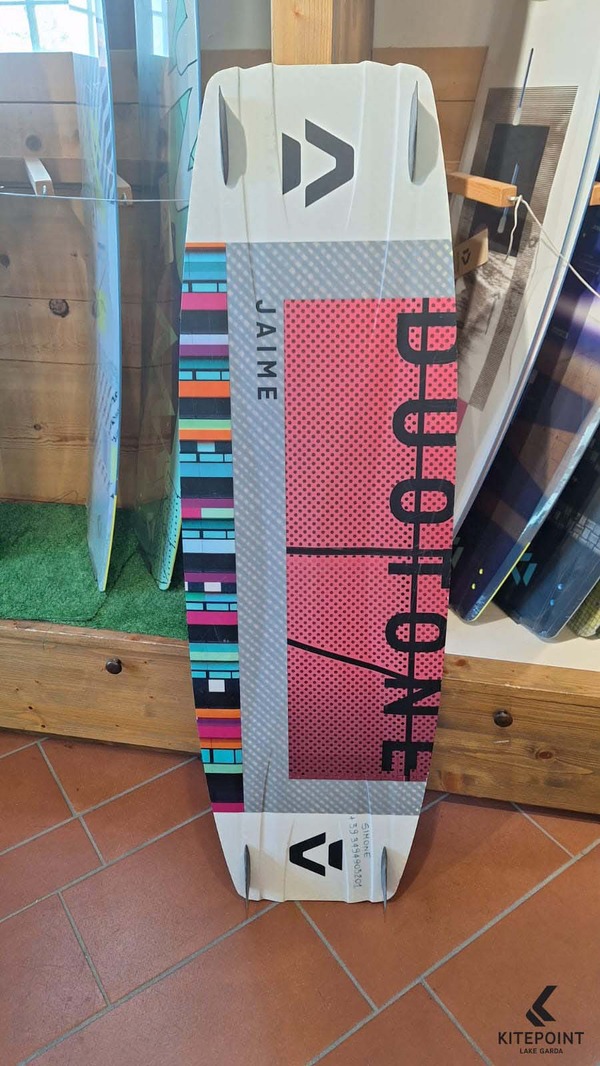 JAIME
DUOTONE
SIMONE
KITEPOINT
LAKE GARDA